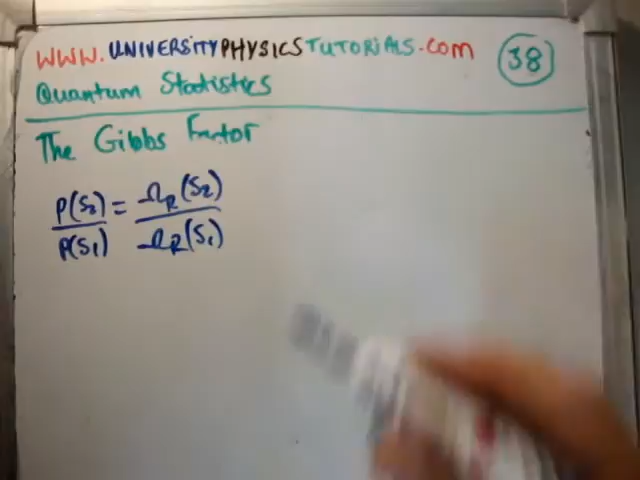 WWW.UNIVERSITYPHYSICSTUTORIALS.COM
38
Quantum Statistics
The Gibbs Factor
P(S₂)/P(S₁) = Ω_R(S₂)/Ω_R(S₁)